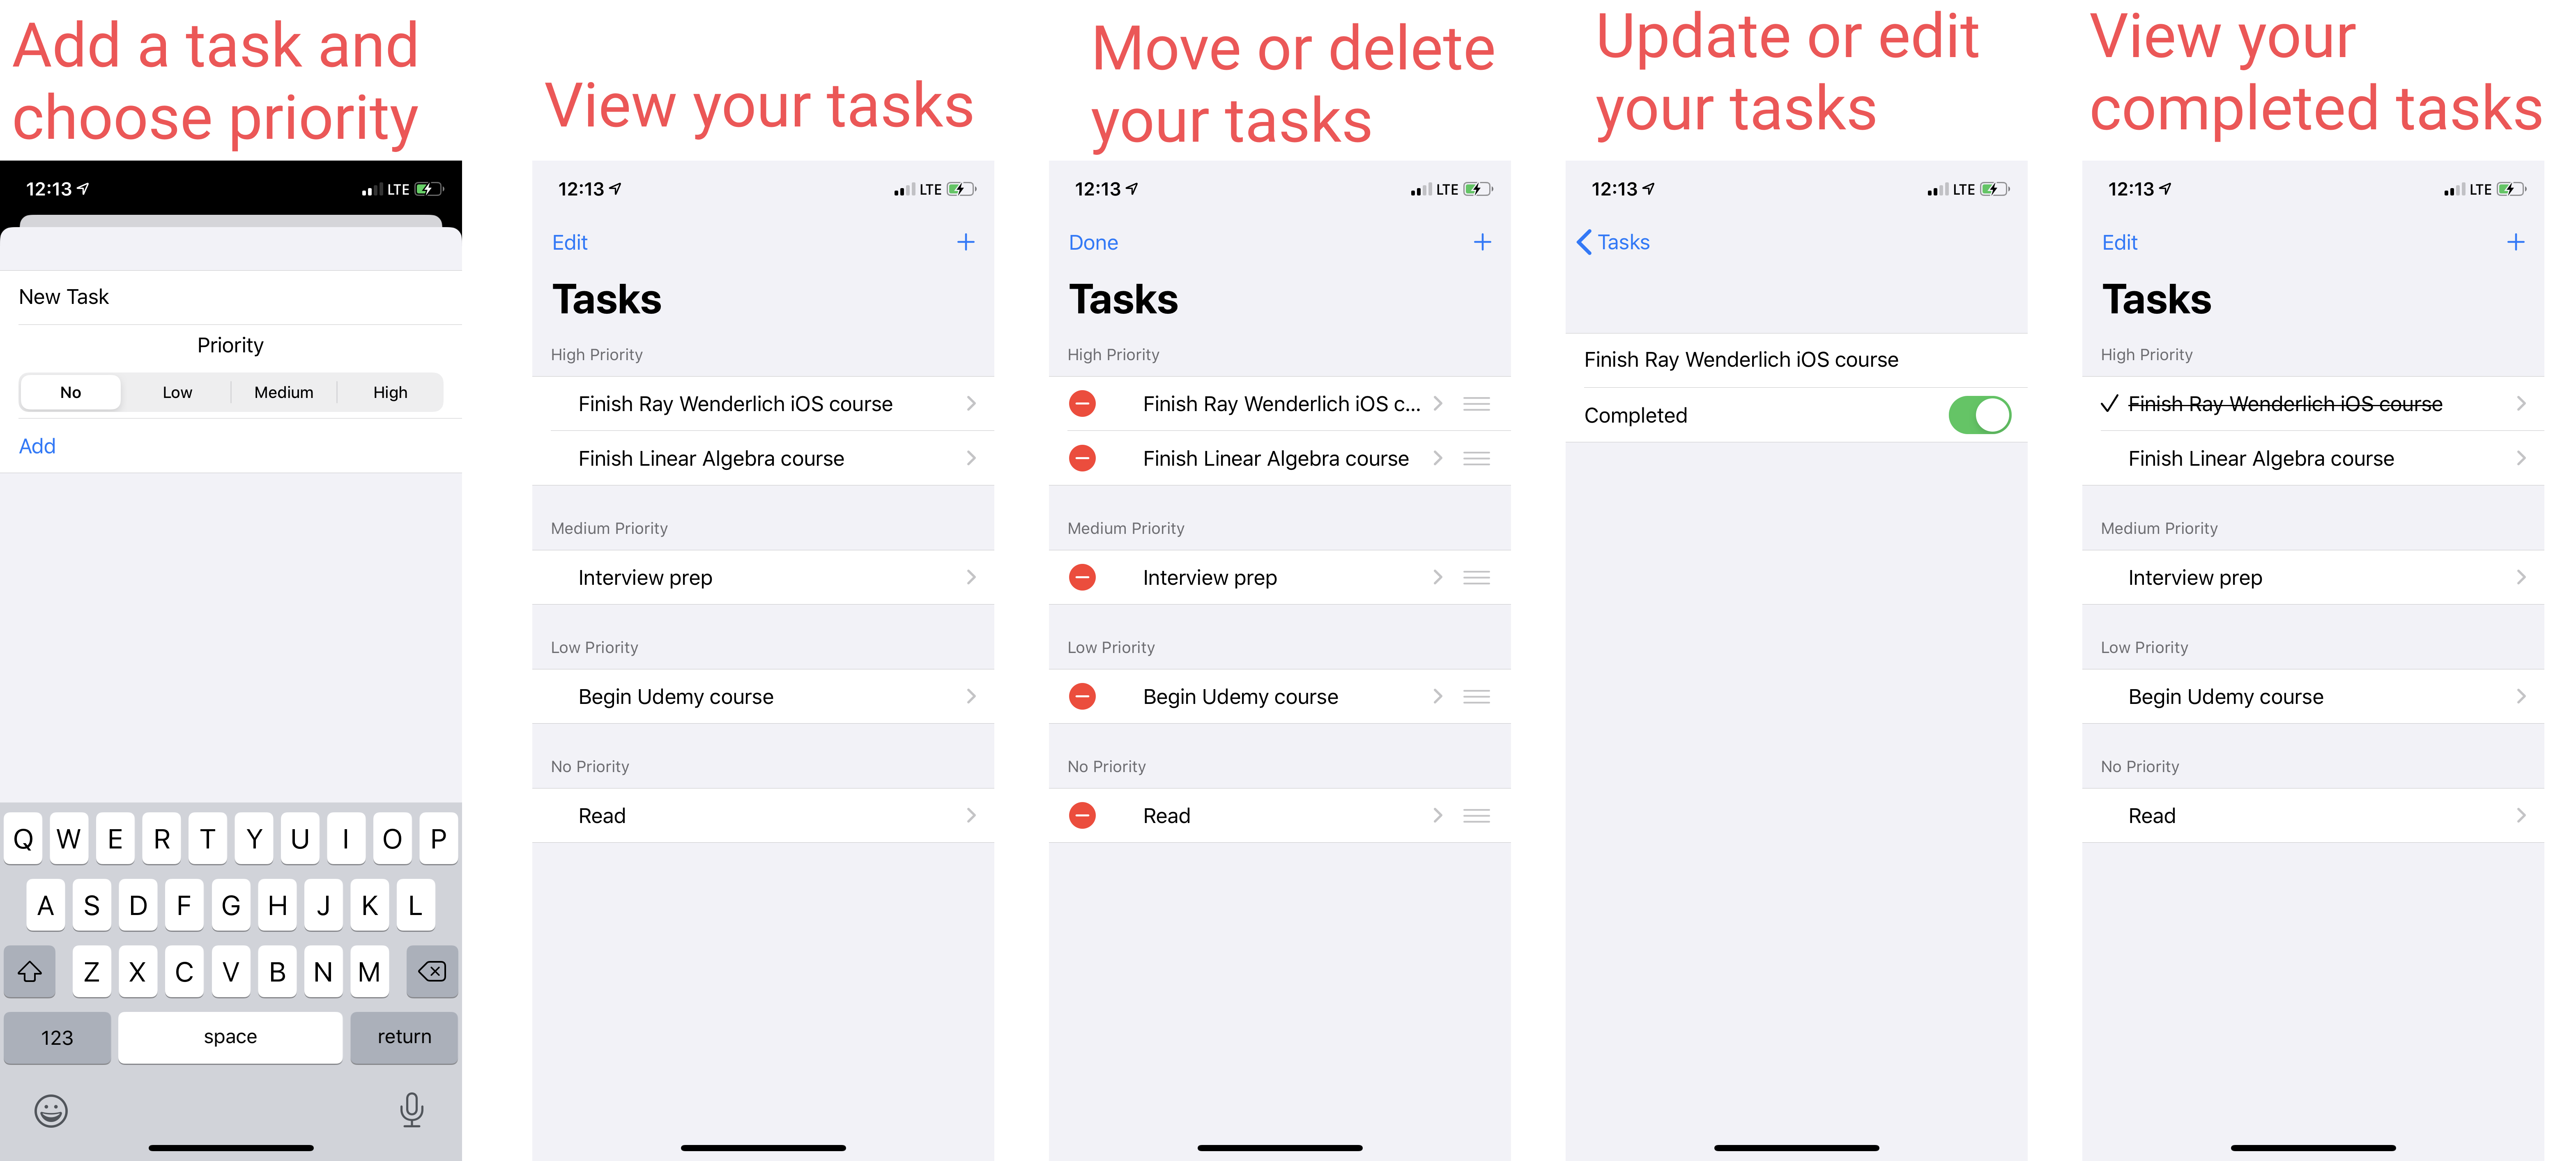 Add a task and
choose priority
12:13
LTE
New Task
Priority
No Low Medium High
Add
Q W E R T Y U I O P
A S D F G H J K L
Z X C V B N M
123 space return
View your tasks
12:13
LTE
Edit +
Tasks
High Priority
Finish Ray Wenderlich iOS course
Finish Linear Algebra course
Medium Priority
Interview prep
Low Priority
Begin Udemy course
No Priority
Read
Move or delete
your tasks
12:13
LTE
Done +
Tasks
High Priority
Finish Ray Wenderlich iOS c...
Finish Linear Algebra course
Medium Priority
Interview prep
Low Priority
Begin Udemy course
No Priority
Read
Update or edit
your tasks
12:13
LTE
Tasks
Finish Ray Wenderlich iOS course
Completed
View your
completed tasks
12:13
LTE
Edit +
Tasks
High Priority
Finish Ray Wenderlich iOS course
Finish Linear Algebra course
Medium Priority
Interview prep
Low Priority
Begin Udemy course
No Priority
Read